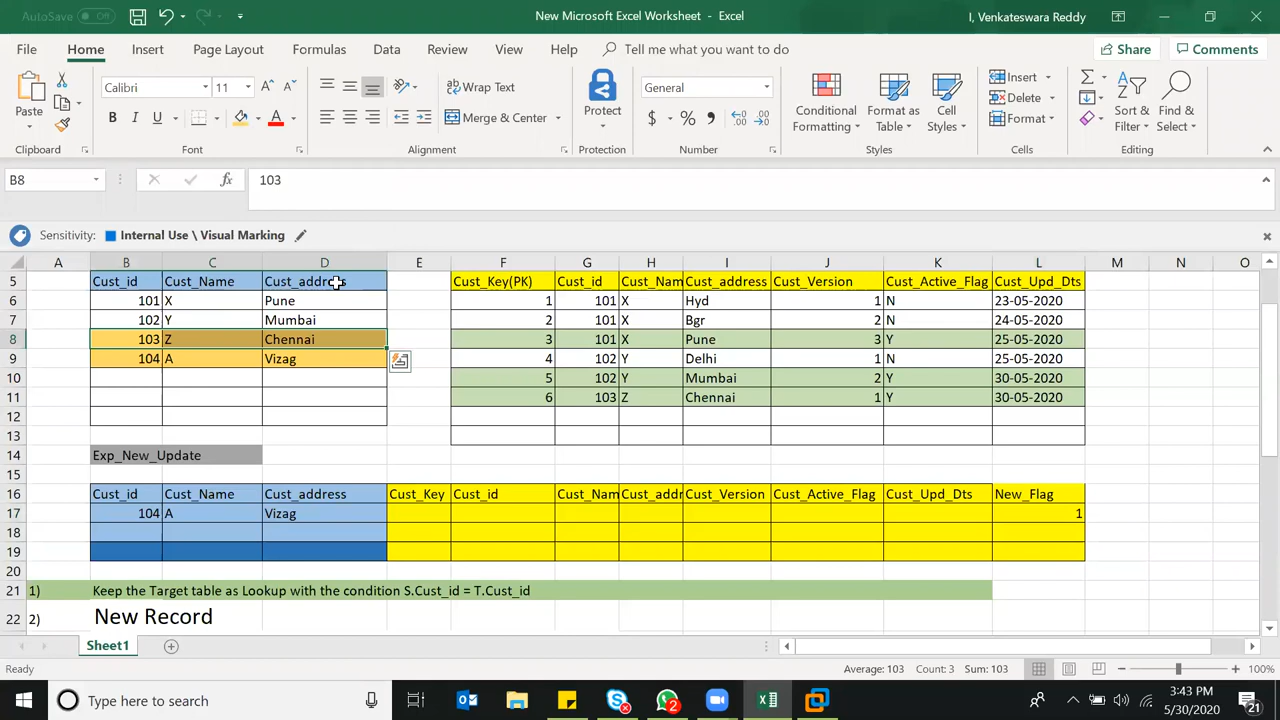 AutoSave Off New Microsoft Excel Worksheet - Excel I, Venkateswara Reddy
File Home Insert Page Layout Formulas Data Review View Help Tell me what you want to do Share Comments
Calibri 11 A A ab Wrap Text General Insert Σ A Z
Paste B I U A Merge & Center Protect $ % Conditional Formatting Format as Table Cell Styles Delete Format Sort & Filter Find & Select
Clipboard Font Alignment Protection Number Styles Cells Editing
B8 fx 103
Sensitivity: Internal Use \ Visual Marking
A B C D E F G H I J K L M N O
5 Cust_id Cust_Name Cust_address Cust_Key(PK) Cust_id Cust_Nam Cust_address Cust_Version Cust_Active_Flag Cust_Upd_Dts
6 101 X Pune 1 101 X Hyd 1 N 23-05-2020
7 102 Y Mumbai 2 101 X Bgr 2 N 24-05-2020
8 103 Z Chennai 3 101 X Pune 3 Y 25-05-2020
9 104 A Vizag 4 102 Y Delhi 1 N 25-05-2020
10 5 102 Y Mumbai 2 Y 30-05-2020
11 6 103 Z Chennai 1 Y 30-05-2020
12
13
14 Exp_New_Update
15
16 Cust_id Cust_Name Cust_address Cust_Key Cust_id Cust_Nam Cust_addr Cust_Version Cust_Active_Flag Cust_Upd_Dts New_Flag
17 104 A Vizag 1
18
19
20
21 1) Keep the Target table as Lookup with the condition S.Cust_id = T.Cust_id
22 2) New Record
Sheet1
Ready Average: 103 Count: 3 Sum: 103 100%
Type here to search 2 3:43 PM
5/30/2020 21